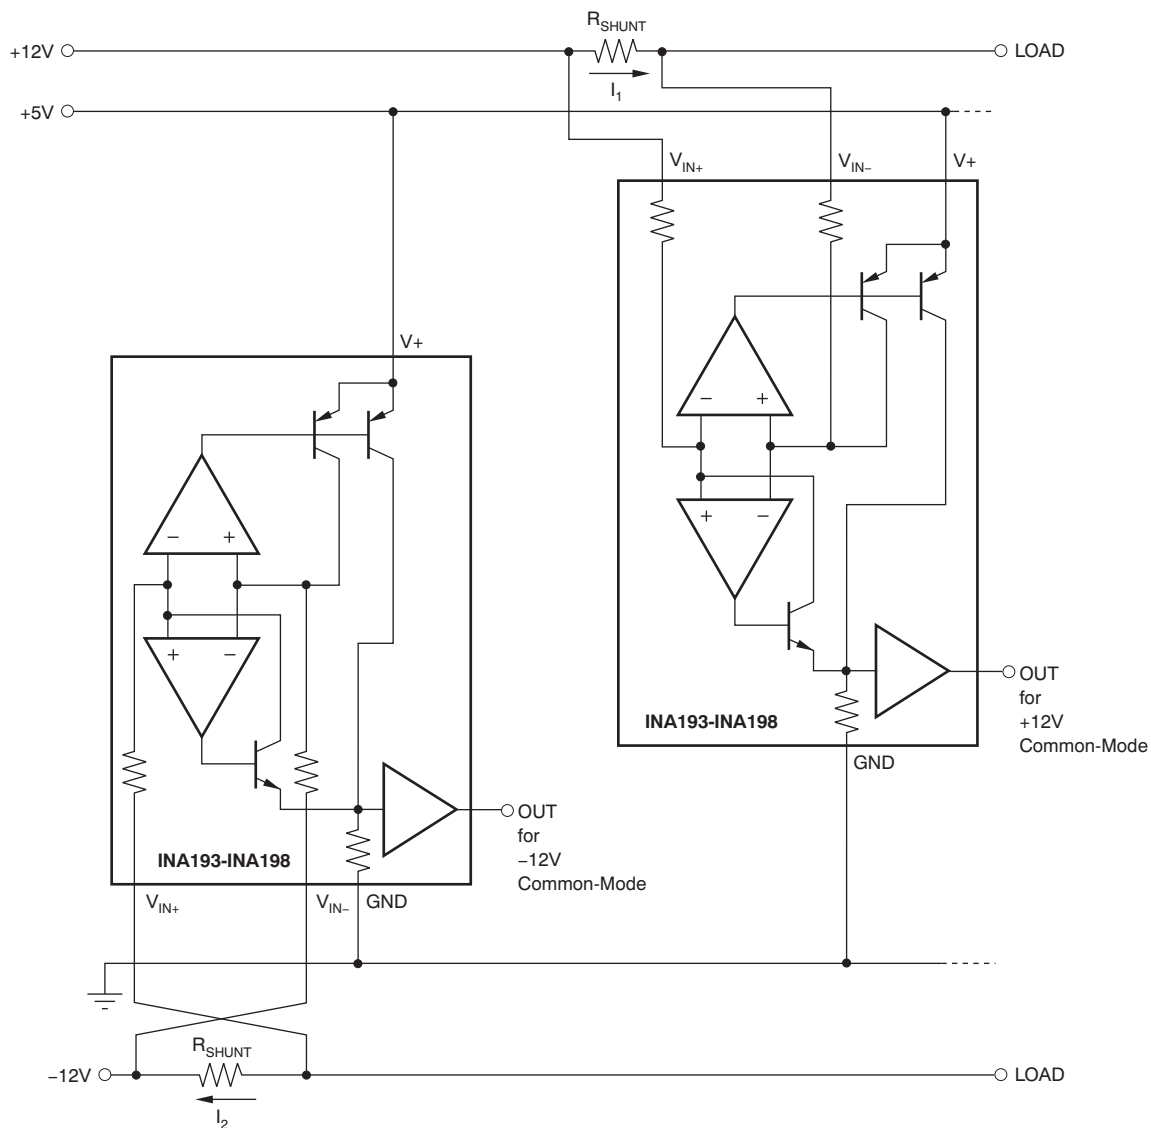 R_SHUNT
+12V
LOAD
I_1
+5V
V_IN+
V_IN−
V+
V+
−
+
−
+
+
−
+
−
OUT
for
+12V
Common-Mode
INA193-INA198
GND
OUT
for
−12V
Common-Mode
INA193-INA198
V_IN+
V_IN−
GND
R_SHUNT
−12V
LOAD
I_2